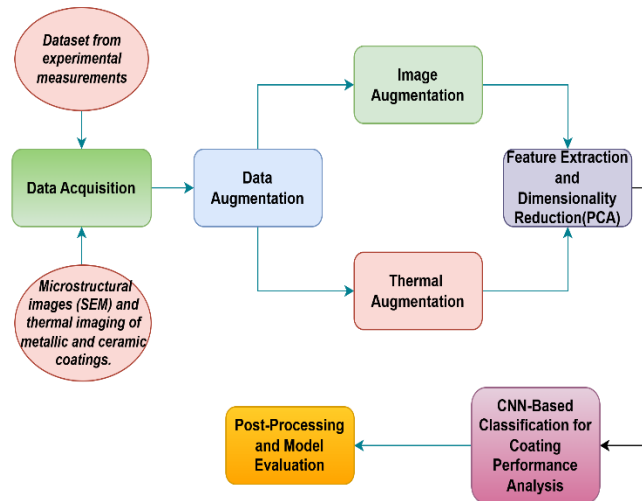 Dataset from
experimental
measurements
Image
Augmentation
Data Acquisition
Data
Augmentation
Feature Extraction
and
Dimensionality
Reduction(PCA)
Microstructural
images (SEM) and
thermal imaging of
metallic and ceramic
coatings.
Thermal
Augmentation
Post-Processing
and Model
Evaluation
CNN-Based
Classification for
Coating
Performance
Analysis